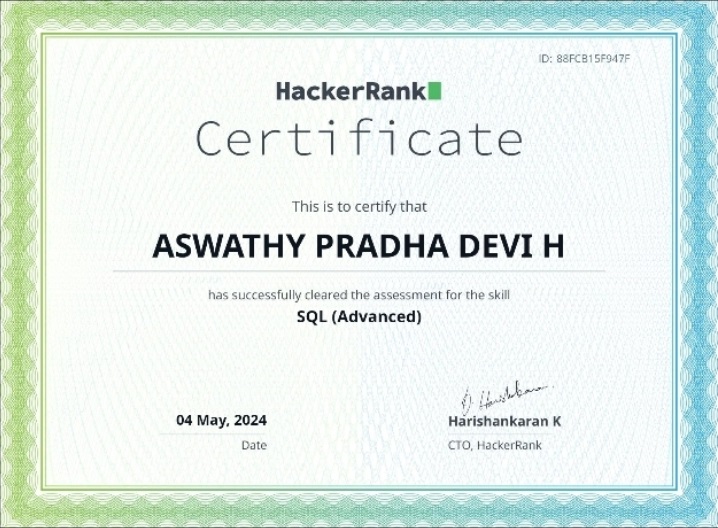 ID: 88FCB15F947F
HackerRank
Certificate
This is to certify that
ASWATHY PRADHA DEVI H
has successfully cleared the assessment for the skill
SQL (Advanced)
04 May, 2024
Date
Harishankaran K
CTO, HackerRank